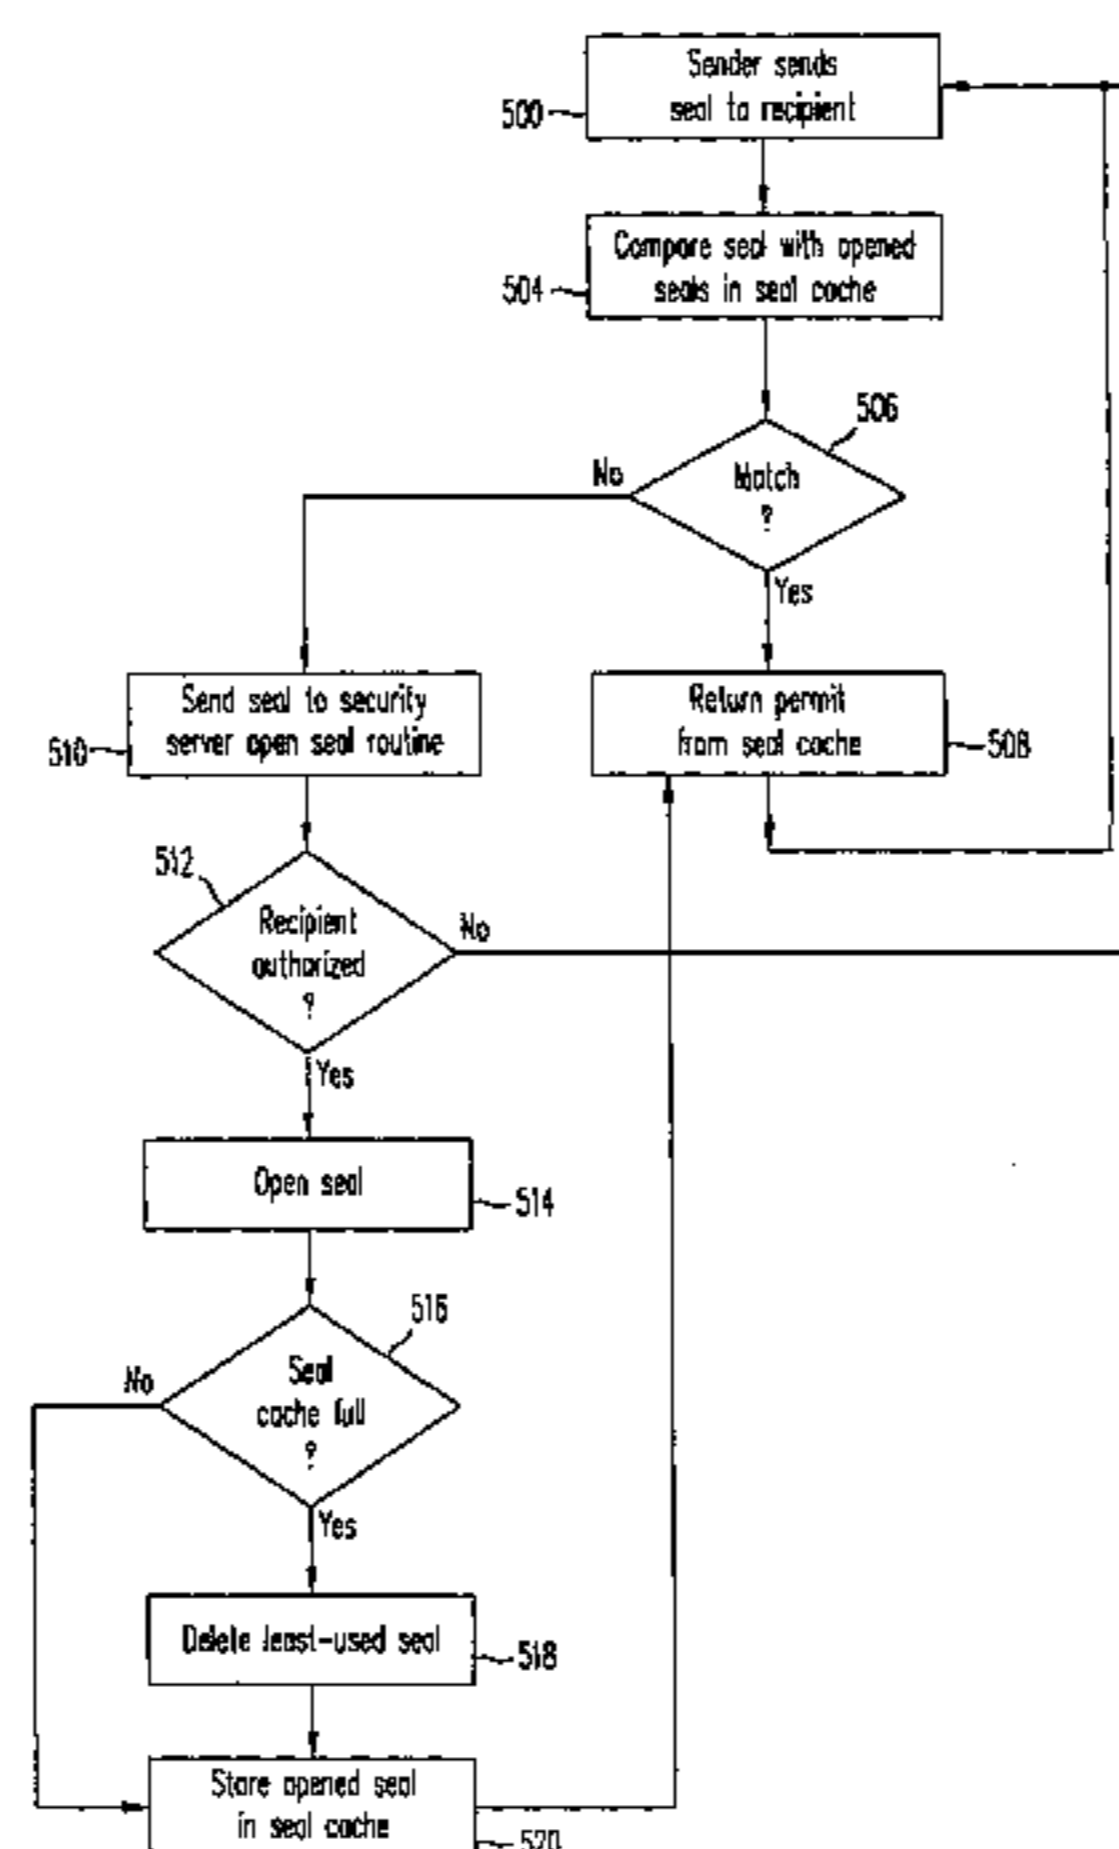 Sender sends
seal to recipient
500
Compare seal with opened
seals in seal cache
504
506
Match
?
No
Yes
Send seal to security
server open seal routine
510
Return permit
from seal cache
508
512
Recipient
authorized
?
No
Yes
Open seal
514
516
Seal
cache full
?
No
Yes
Delete least-used seal
518
Store opened seal
in seal cache
520